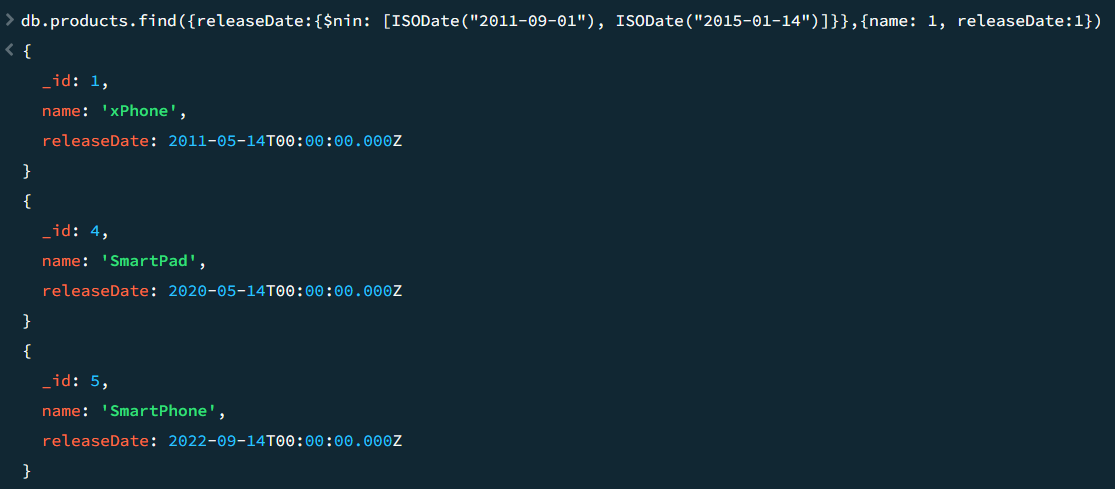 > db.products.find({releaseDate:{$nin: [ISODate("2011-09-01"), ISODate("2015-01-14")]}},{name: 1, releaseDate:1})
< {
_id: 1,
name: 'xPhone',
releaseDate: 2011-05-14T00:00:00.000Z
}
{
_id: 4,
name: 'SmartPad',
releaseDate: 2020-05-14T00:00:00.000Z
}
{
_id: 5,
name: 'SmartPhone',
releaseDate: 2022-09-14T00:00:00.000Z
}